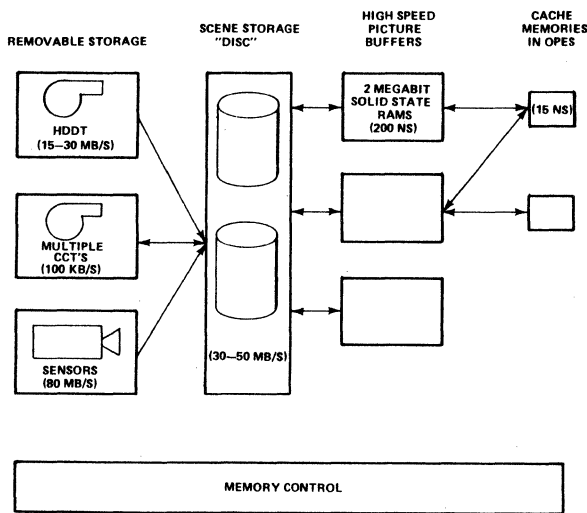 REMOVABLE STORAGE
SCENE STORAGE
"DISC"
HIGH SPEED
PICTURE
BUFFERS
CACHE
MEMORIES
IN OPES
HDDT
(15–30 MB/S)
MULTIPLE
CCT'S
(100 KB/S)
SENSORS
(80 MB/S)
(30–50 MB/S)
2 MEGABIT
SOLID STATE
RAMS
(200 NS)
(15 NS)
MEMORY CONTROL